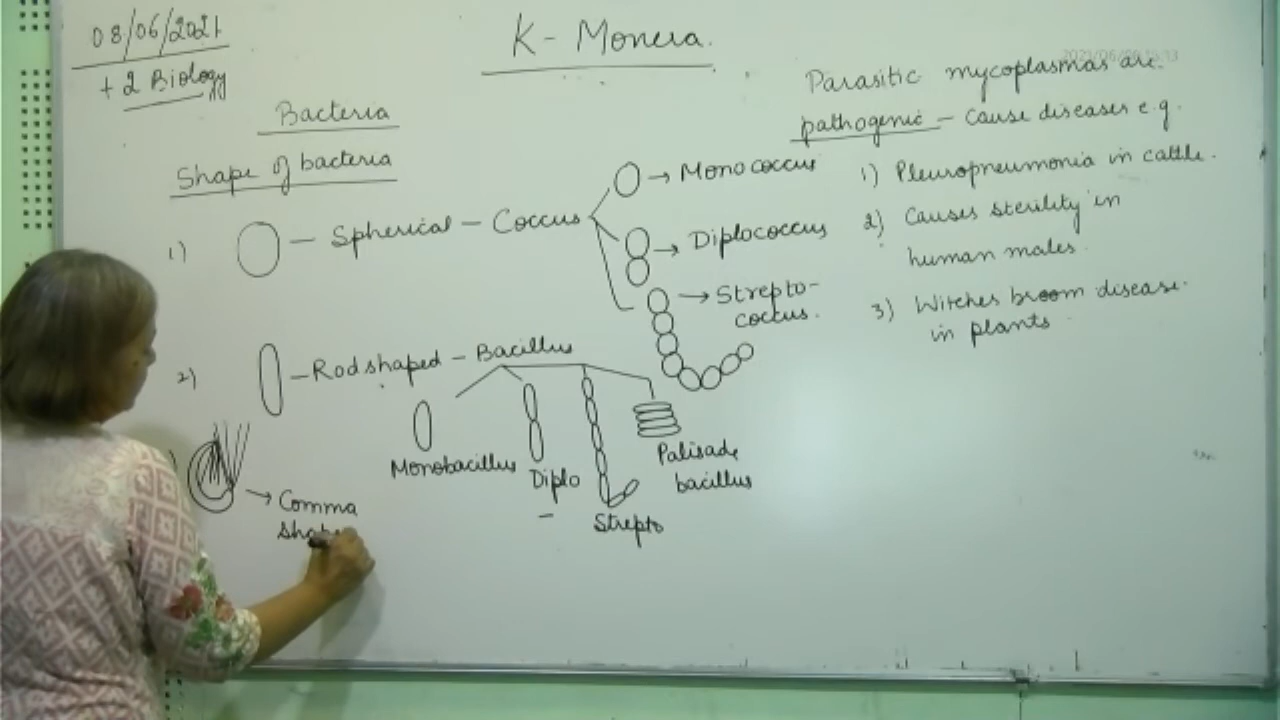 08/06/2021
+2 Biology
K - Monera.
Bacteria
Shape of bacteria
1) — Spherical — Coccus
→ Monococcus
→ Diplococcus
→ Strepto-
coccus.
2) — Rod shaped — Bacillus
Monobacillus
Diplo
–
Strepto
Palisade
bacillus
) → Comma
Parasitic mycoplasmas are
pathogenic — cause diseases e.g.
1) Pleuropneumonia in cattle.
2) Causes sterility in
human males.
3) Witches broom disease
in plants